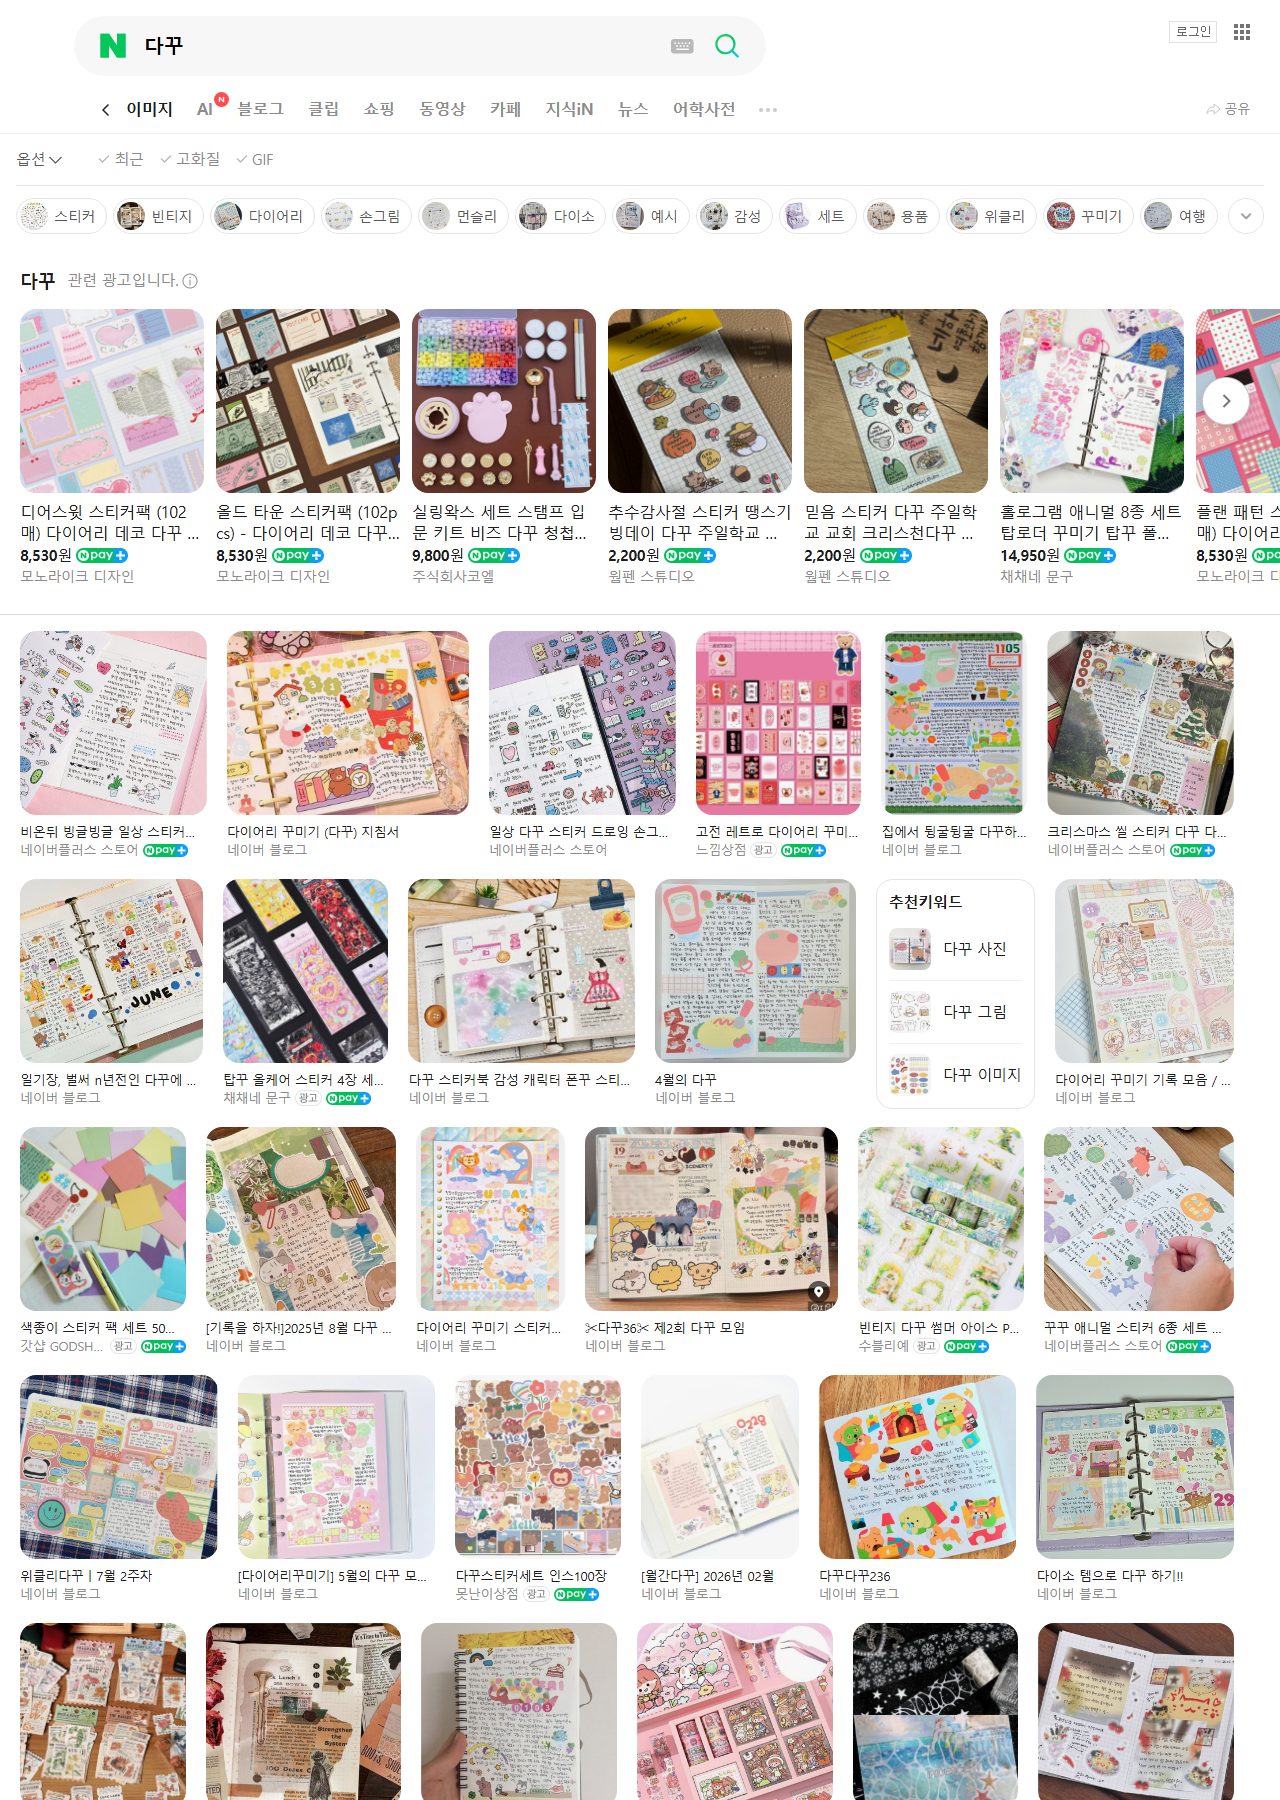 다꾸
로그인
이미지 AI N 블로그 클립 쇼핑 동영상 카페 지식iN 뉴스 어학사전
공유
옵션 최근 고화질 GIF
스티커 빈티지 다이어리 손그림 먼슬리 다이소 예시 감성 세트 용품 위클리 꾸미기 여행
다꾸 관련 광고입니다.
디어스윗 스티커팩 (102
매) 다이어리 데코 다꾸 ...
8,530원 N pay+
모노라이크 디자인
올드 타운 스티커팩 (102p
cs) - 다이어리 데코 다꾸...
8,530원 N pay+
모노라이크 디자인
실링왁스 세트 스탬프 입
문 키트 비즈 다꾸 청첩...
9,800원 N pay+
주식회사코엘
추수감사절 스티커 땡스기
빙데이 다꾸 주일학교 ...
2,200원 N pay+
월펜 스튜디오
믿음 스티커 다꾸 주일학
교 교회 크리스천다꾸 ...
2,200원 N pay+
월펜 스튜디오
홀로그램 애니멀 8종 세트
탑로더 꾸미기 탑꾸 폴...
14,950원 N pay+
채채네 문구
플랜 패턴 스
매) 다이어리
8,530원 N pay
모노라이크 디
비온뒤 빙글빙글 일상 스티커...
네이버플러스 스토어 N pay+
다이어리 꾸미기 (다꾸) 지침서
네이버 블로그
일상 다꾸 스티커 드로잉 손그...
네이버플러스 스토어
고전 레트로 다이어리 꾸미...
느낌상점 광고 N pay+
1105
집에서 뒹굴뒹굴 다꾸하...
네이버 블로그
크리스마스 씰 스티커 다꾸 다...
네이버플러스 스토어 N pay+
JUNE
일기장, 벌써 n년전인 다꾸에 ...
네이버 블로그
탑꾸 올케어 스티커 4장 세...
채채네 문구 광고 N pay+
다꾸 스티커북 감성 캐릭터 폰꾸 스티...
네이버 블로그
4월의 다꾸
네이버 블로그
추천키워드
다꾸 사진
다꾸 그림
다꾸 이미지
다이어리 꾸미기 기록 모음 / ...
네이버 블로그
색종이 스티커 팩 세트 50...
갓샵 GODSH... 광고 N pay+
[기록을 하자!]2025년 8월 다꾸 ...
네이버 블로그
SUNDAY
다이어리 꾸미기 스티커...
네이버 블로그
19
SCENERY
✂다꾸36✂ 제2회 다꾸 모임
네이버 블로그
빈티지 다꾸 썸머 아이스 P...
수블리에 광고 N pay+
꾸꾸 애니멀 스티커 6종 세트 ...
네이버플러스 스토어 N pay+
위클리다꾸ㅣ7월 2주차
네이버 블로그
[다이어리꾸미기] 5월의 다꾸 모...
네이버 블로그
Hey
Hello
다꾸스티커세트 인스100장
못난이상점 광고 N pay+
0228
[월간다꾸] 2026년 02월
네이버 블로그
다꾸다꾸236
네이버 블로그
29
다이소 템으로 다꾸 하기!!
네이버 블로그
Strengthen
the
System